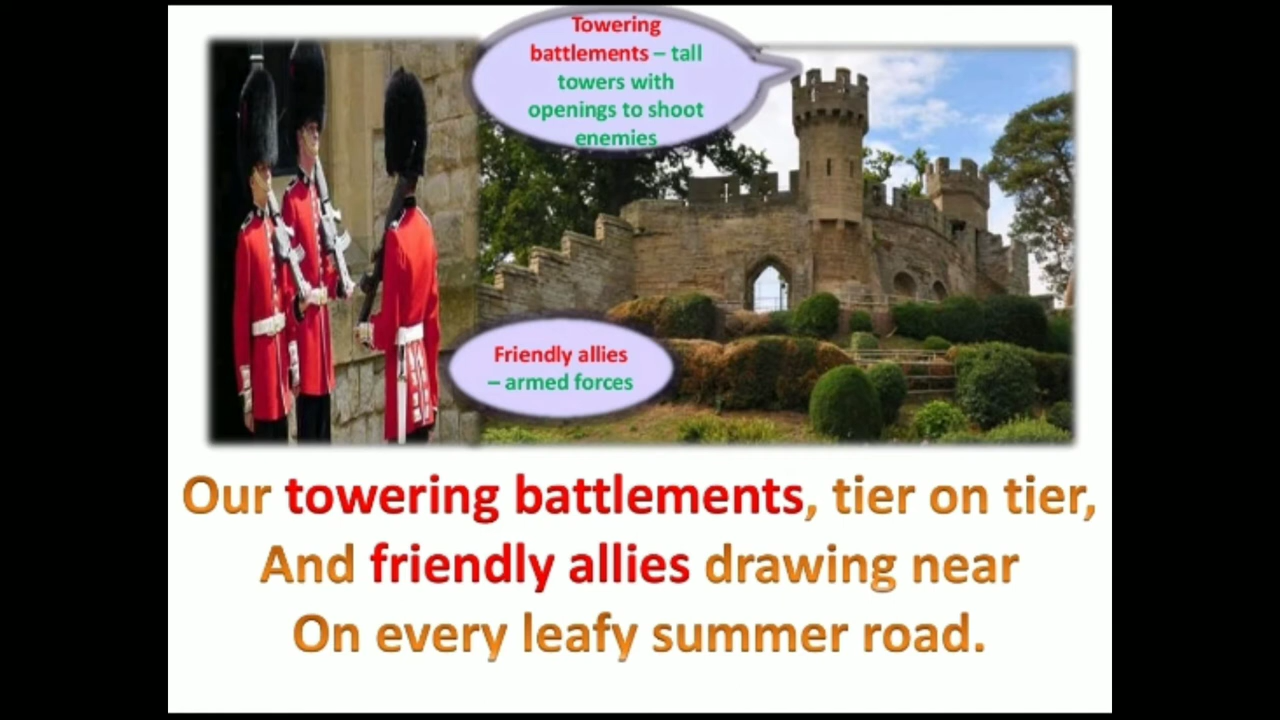 Towering
battlements – tall
towers with
openings to shoot
enemies
Friendly allies
– armed forces
Our towering battlements, tier on tier,
And friendly allies drawing near
On every leafy summer road.